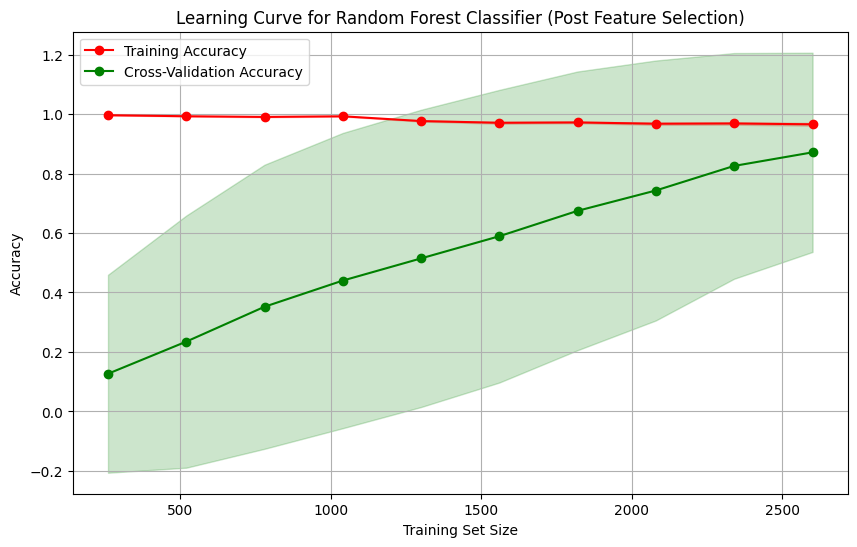 Learning Curve for Random Forest Classifier (Post Feature Selection)
Training Accuracy
Cross-Validation Accuracy
1.2
1.0
0.8
0.6
0.4
0.2
0.0
−0.2
Accuracy
500
1000
1500
2000
2500
Training Set Size